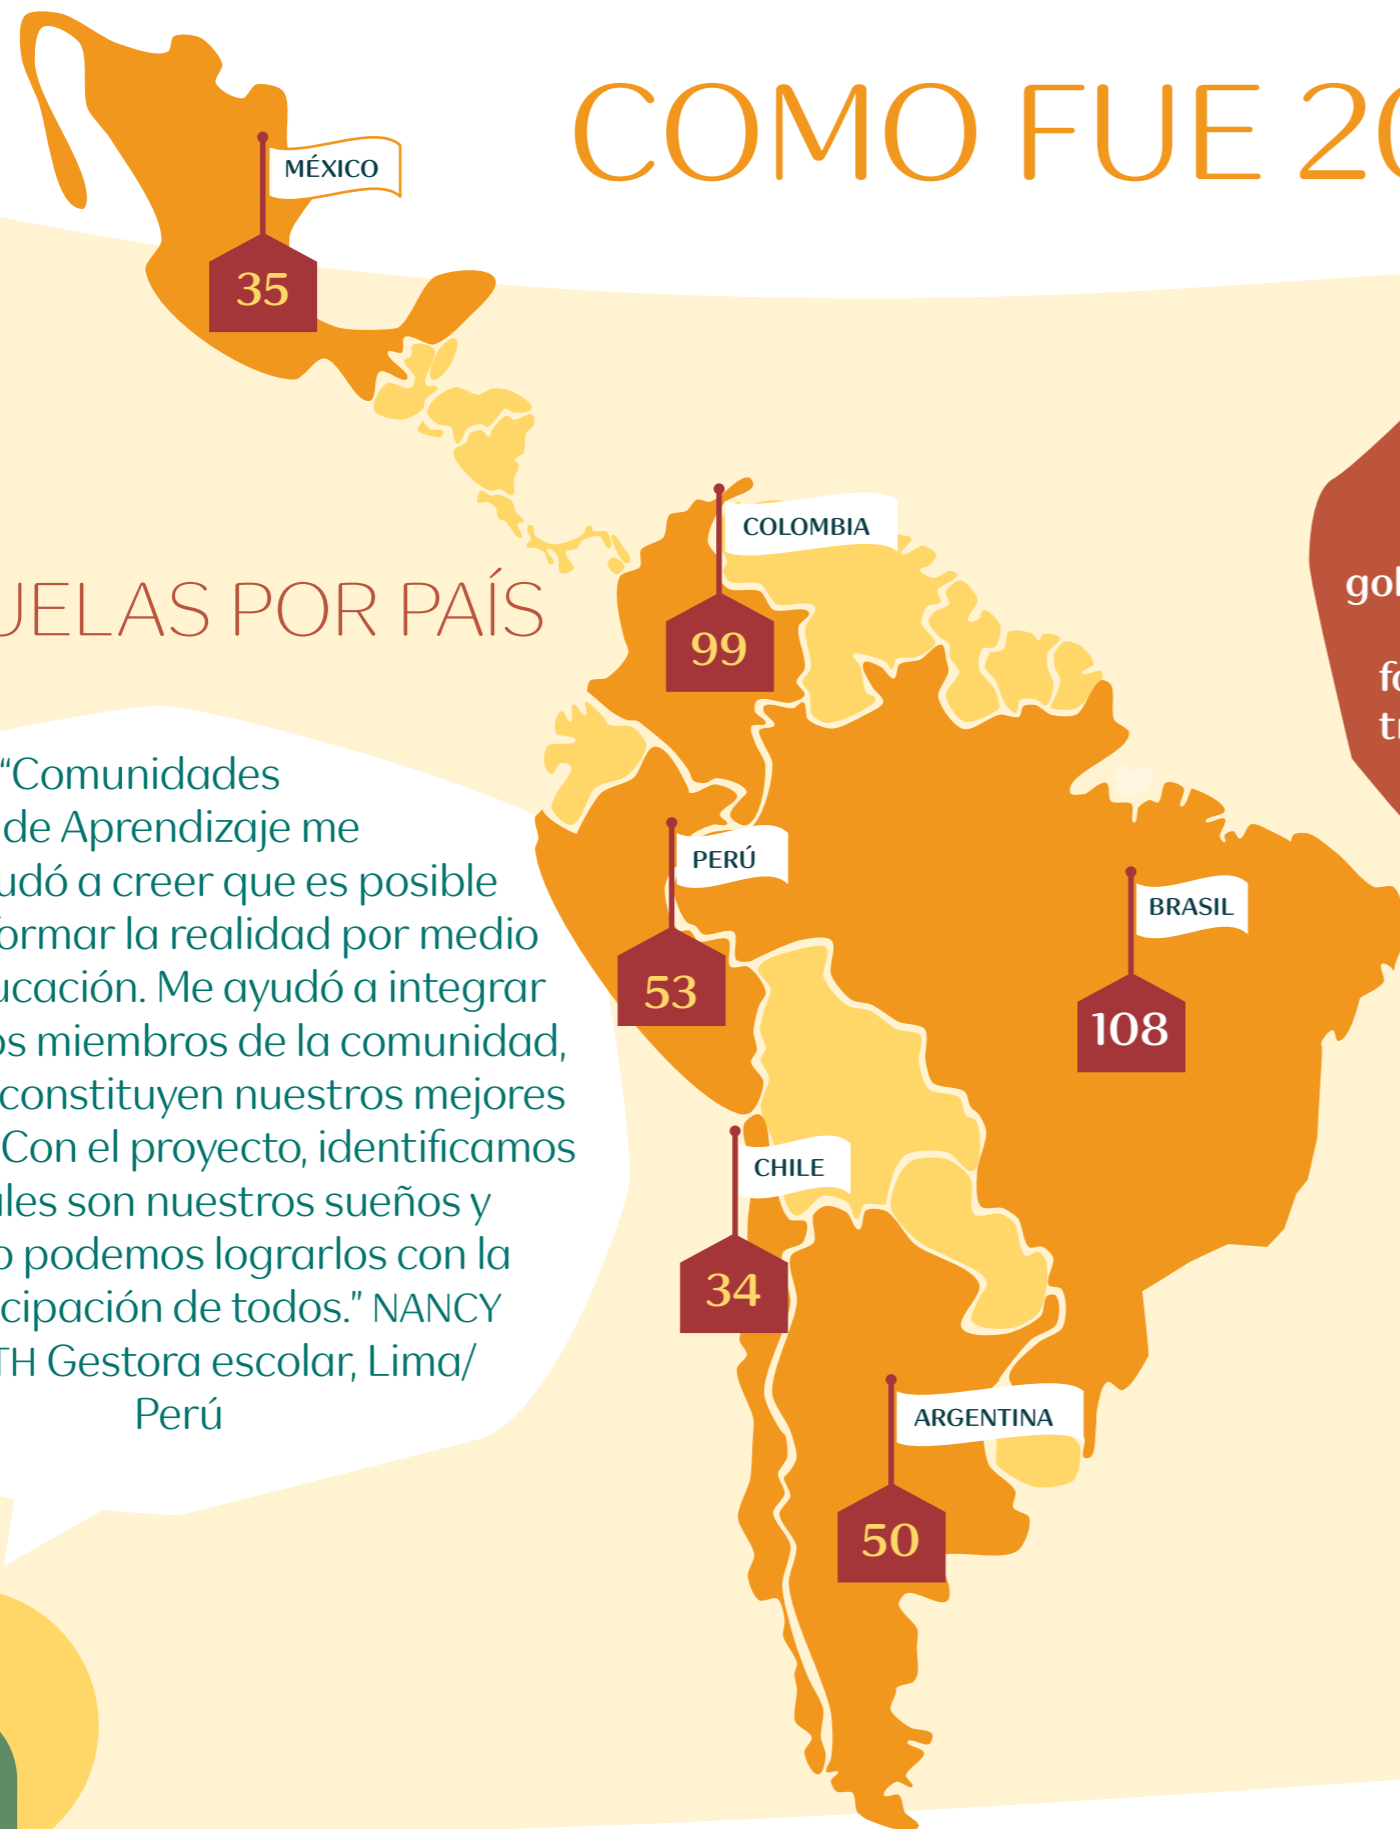 COMO FUE 20
MÉXICO
35
COLOMBIA
99
UELAS POR PAÍS
PERÚ
53
BRASIL
108
CHILE
34
ARGENTINA
50
“Comunidades
de Aprendizaje me
udó a creer que es posible
formar la realidad por medio
ucación. Me ayudó a integrar
os miembros de la comunidad,
constituyen nuestros mejores
Con el proyecto, identificamos
ales son nuestros sueños y
o podemos lograrlos con la
cipación de todos.” NANCY
TH Gestora escolar, Lima/
Perú